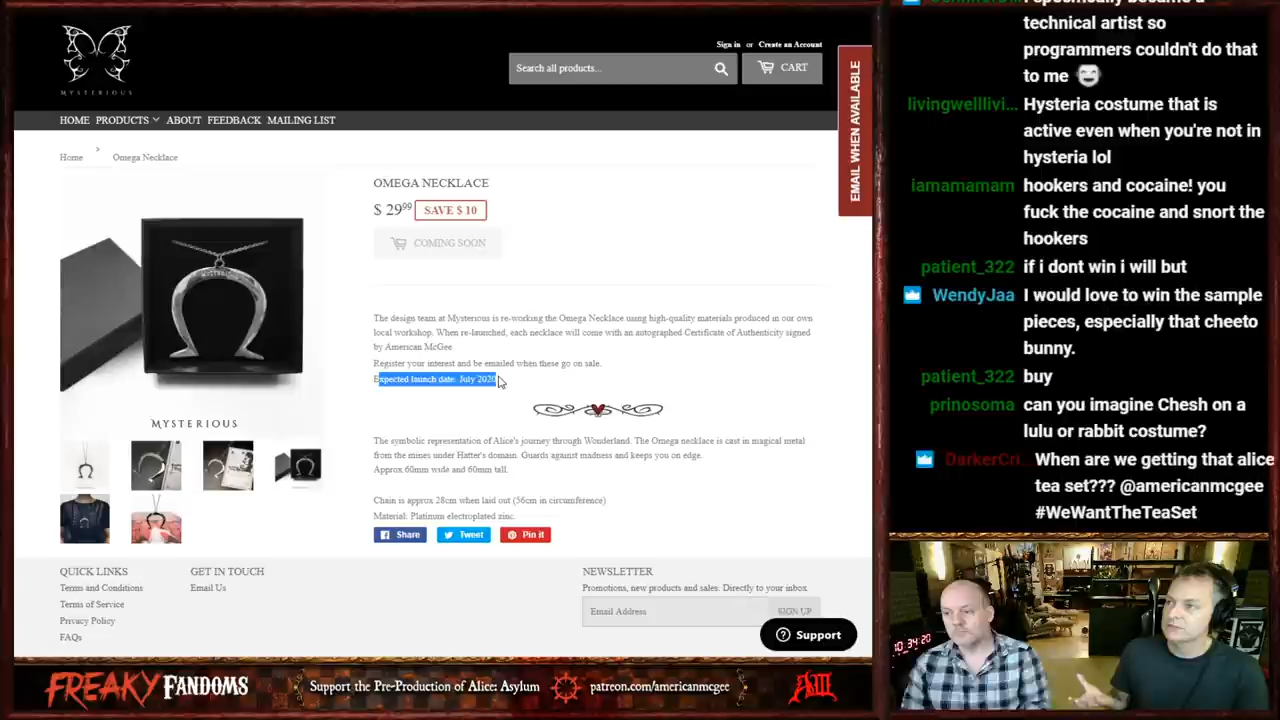 MYSTERIOUS
Sign in or Create an Account
Search all products...
CART
HOME PRODUCTS ABOUT FEEDBACK MAILING LIST
EMAIL WHEN AVAILABLE
Home > Omega Necklace
OMEGA NECKLACE
$ 29.99 SAVE $ 10
COMING SOON
The design team at Mysterious is re-working the Omega Necklace using high-quality materials produced in our own
local workshop. When re-launched, each necklace will come with an autographed Certificate of Authenticity signed
by American McGee
Register your interest and be emailed when these go on sale.
Expected launch date: July 2020
MYSTERIOUS
The symbolic representation of Alice's journey through Wonderland. The Omega necklace is cast in magical metal
from the mines under Hatter's domain. Guards against madness and keeps you on edge.
Approx 60mm wide and 60mm tall.
Chain is approx 28cm when laid out (56cm in circumference)
Material: Platinum electroplated zinc.
Share Tweet Pin it
QUICK LINKS
Terms and Conditions
Terms of Service
Privacy Policy
FAQs
GET IN TOUCH
Email Us
NEWSLETTER
Promotions, new products and sales. Directly to your inbox
Email Address SIGN UP
Support
FREAKY FANDOMS
Support the Pre-Production of Alice: Asylum
patreon.com/americanmcgee
technical artist so
programmers couldn't do that
to me
livingwelllivi... Hysteria costume that is
active even when you're not in
hysteria lol
iamamamam hookers and cocaine! you
fuck the cocaine and snort the
hookers
patient_322 if i dont win i will but
WendyJaa I would love to win the sample
pieces, especially that cheeto
bunny.
patient_322 buy
prinosoma can you imagine Chesh on a
lulu or rabbit costume?
DarkerCri... When are we getting that alice
tea set??? @americanmcgee
#WeWantTheTeaSet